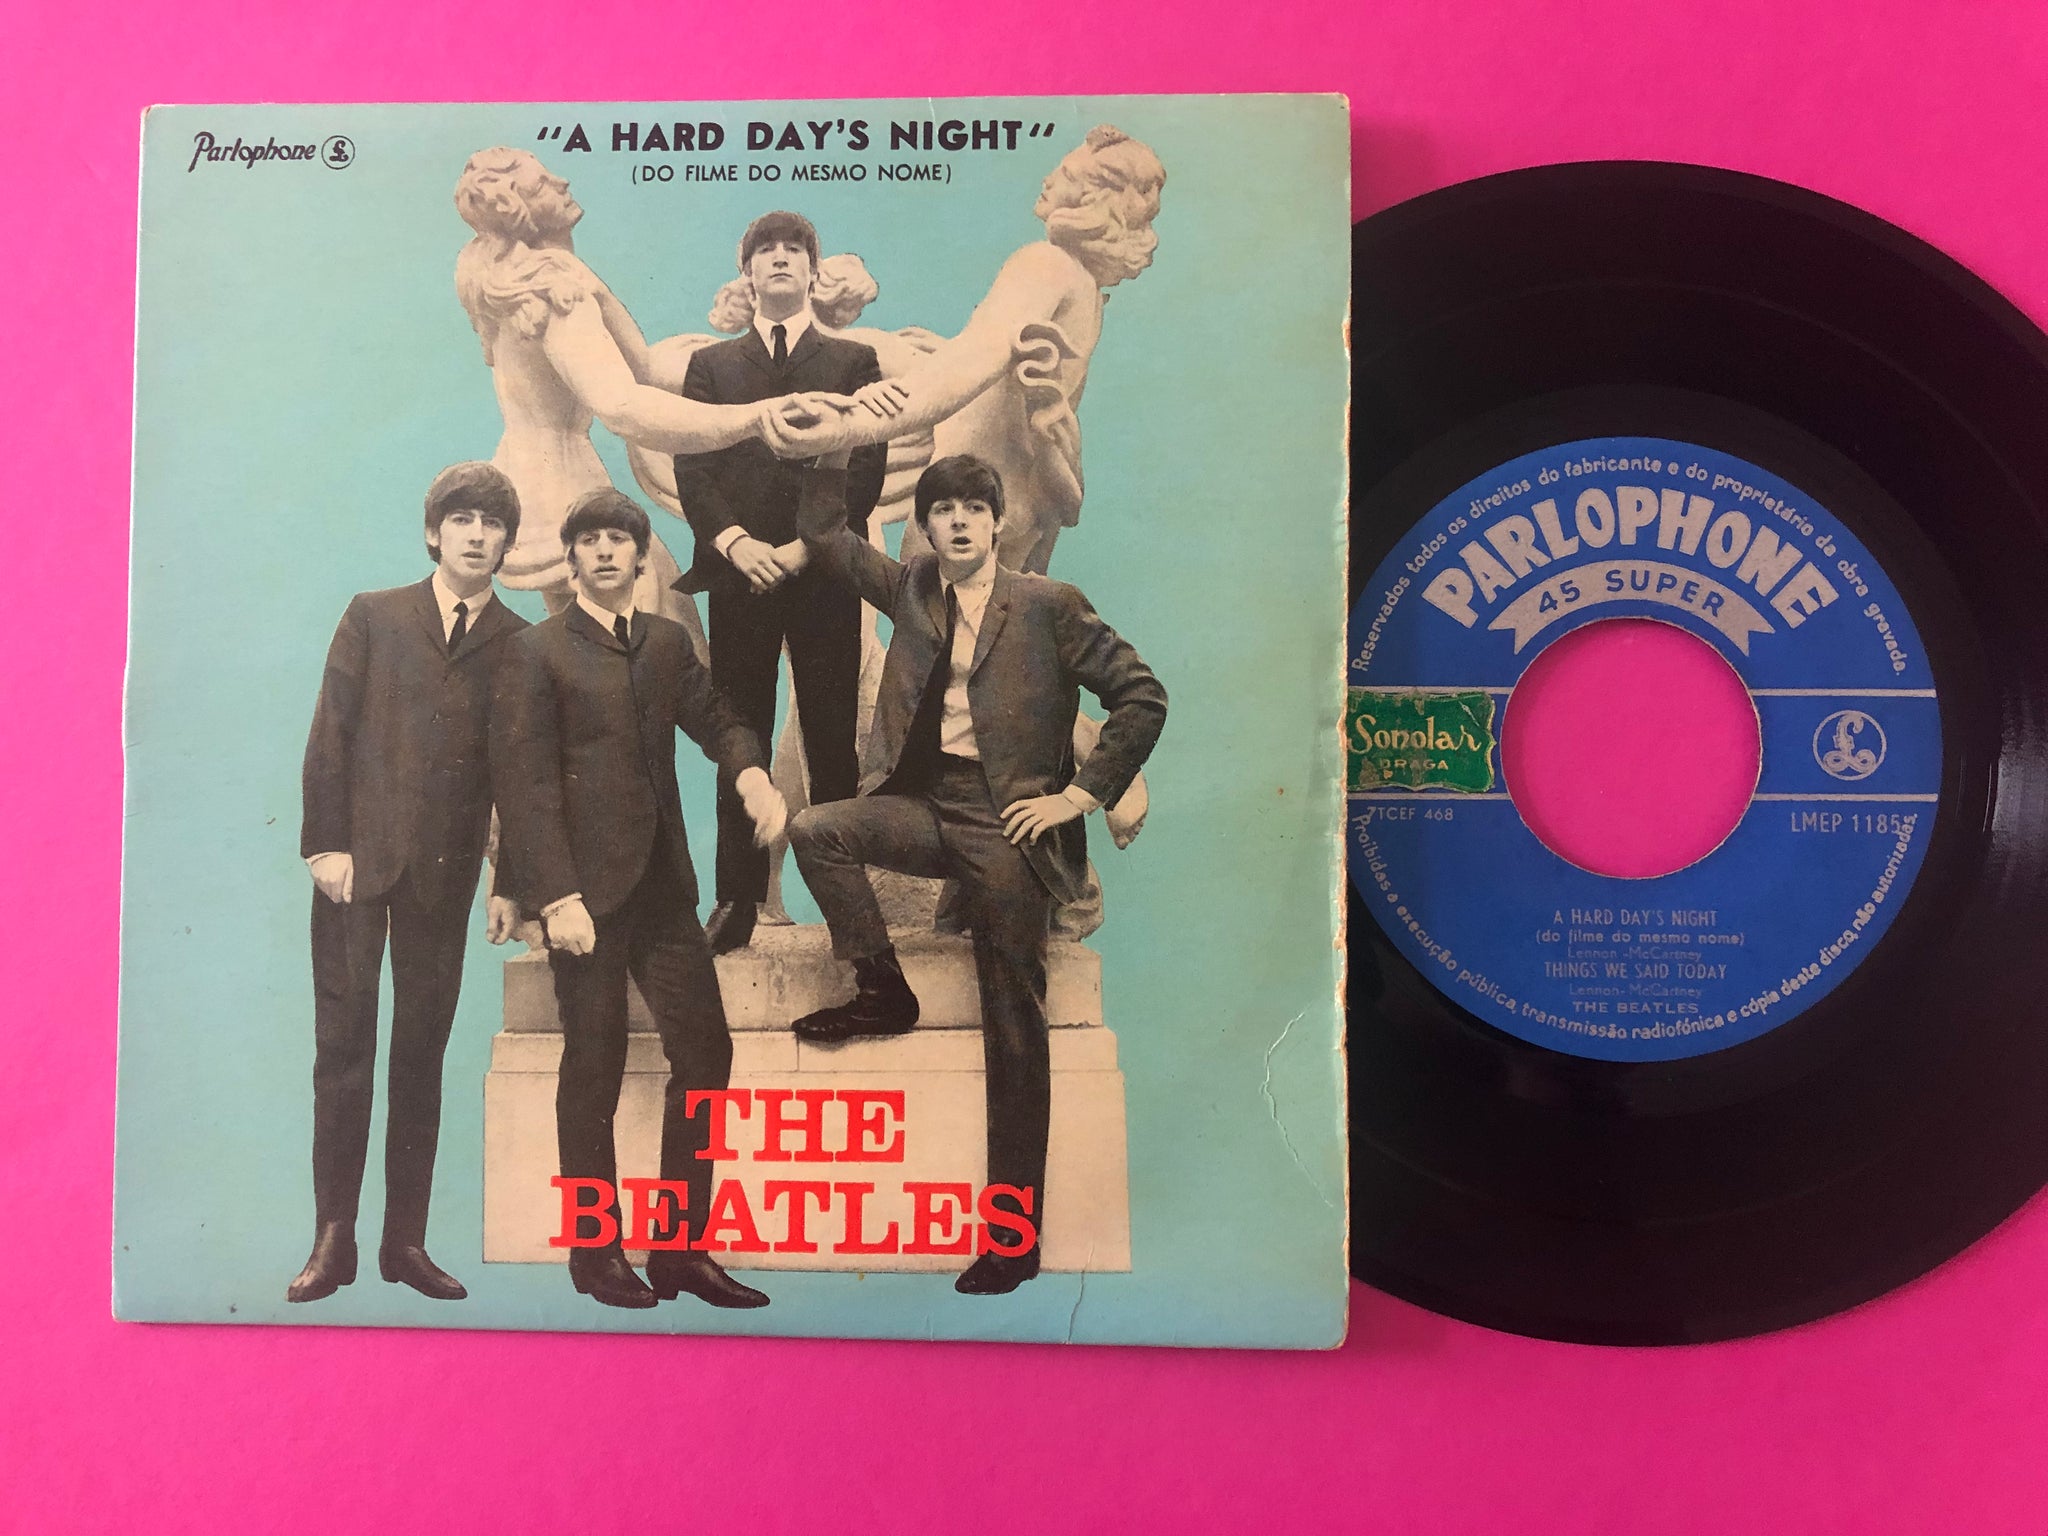 Parlophone £
"A HARD DAY'S NIGHT"
(DO FILME DO MESMO NOME)
THE
BEATLES
Reservados todos os direitos do fabricante e do proprietário da obra gravada.
PARLOPHONE
45 SUPER
Sonolar
BRAGA
£
7TCEF 468
LMEP 1185
A HARD DAY'S NIGHT
(do filme do mesmo nome)
Lennon - McCartney
THINGS WE SAID TODAY
Lennon - McCartney
THE BEATLES
Proíbidas a execução pública, transmissão radiofónica e cópia deste disco, não autorizadas.